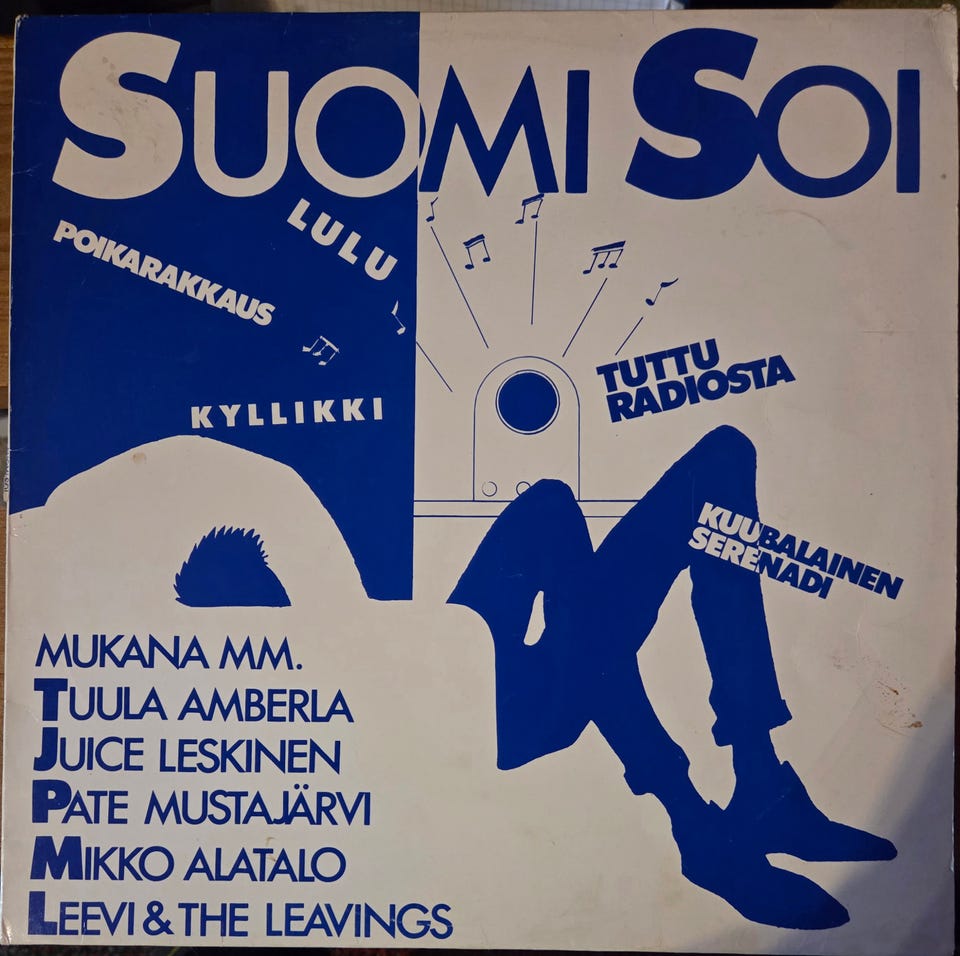 SUOMI SOI
LULU
POIKARAKKAUS
TUTTU
RADIOSTA
KYLLIKKI
KUUBALAINEN
SERENADI
MUKANA MM.
TUULA AMBERLA
JUICE LESKINEN
PATE MUSTAJÄRVI
MIKKO ALATALO
LEEVI & THE LEAVINGS